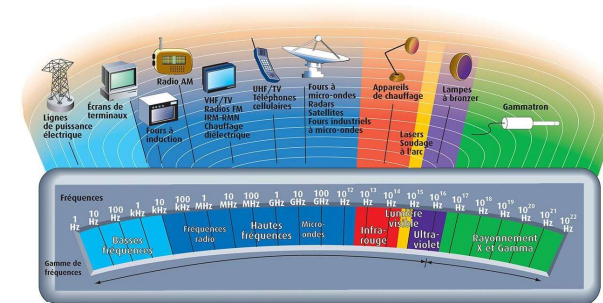 Lignes
de puissance
électrique
Écrans de
terminaux
Radio AM
Fours à
induction
VHF/TV
Radios FM
IRM-RMN
Chauffage
diélectrique
UHF/TV
Téléphones
cellulaires
Fours à
micro-ondes
Radars
Satellites
Fours industriels
à micro-ondes
Appareils
de chauffage
Lasers
Soudage
à l'arc
Lampes
à bronzer
Gammatron
Fréquences
1
Hz
10
Hz
100
Hz
1
kHz
10
kHz
100
kHz
1
MHz
10
MHz
100
MHz
1
GHz
10
GHz
100
GHz
10¹²
Hz
10¹³
Hz
10¹⁴
Hz
10¹⁵
Hz
10¹⁶
Hz
10¹⁷
Hz
10¹⁸
Hz
10¹⁹
Hz
10²⁰
Hz
10²¹
Hz
10²²
Hz
Basses
fréquences
Fréquences
radio
Hautes
fréquences
Micro-
ondes
Infra-
rouge
Lumière
visible
Ultra-
violet
Rayonnement
X et Gamma
Gamme de
fréquences